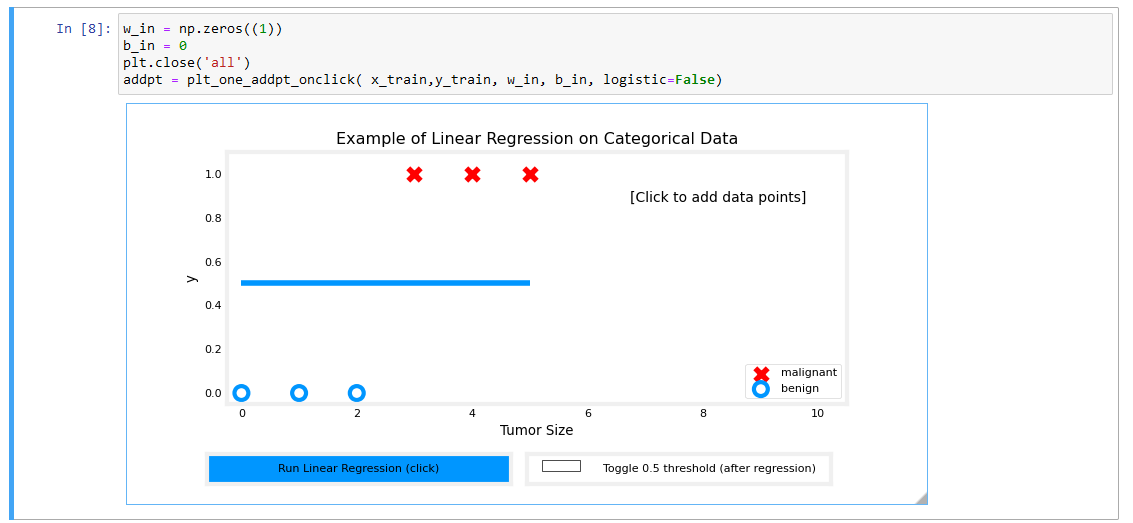 In [8]:
w_in = np.zeros((1))
b_in = 0
plt.close('all')
addpt = plt_one_addpt_onclick( x_train,y_train, w_in, b_in, logistic=False)
Example of Linear Regression on Categorical Data
1.0
0.8
0.6
0.4
0.2
0.0
y
[Click to add data points]
malignant
benign
0 2 4 6 8 10
Tumor Size
Run Linear Regression (click)
Toggle 0.5 threshold (after regression)